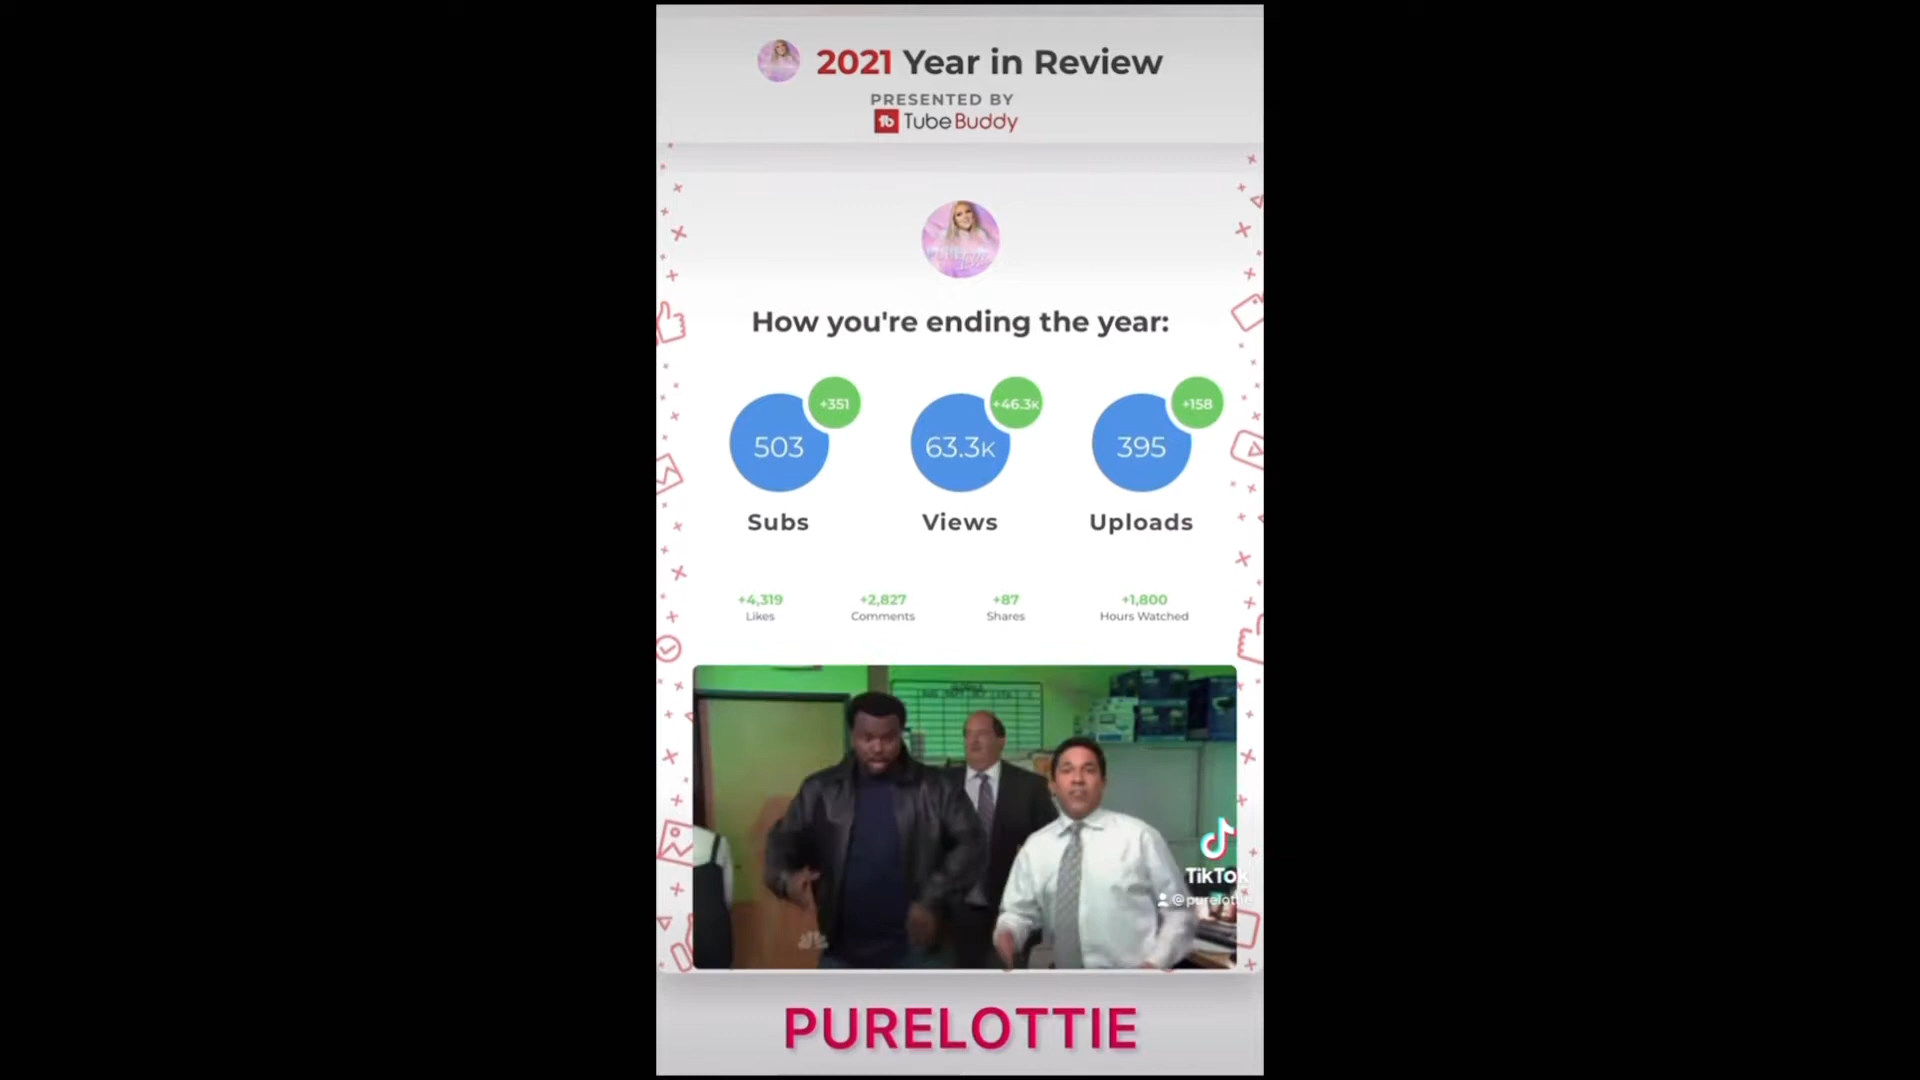 2021 Year in Review
PRESENTED BY
tb TubeBuddy
How you're ending the year:
+351
+46.3K
+158
503
63.3K
395
Subs
Views
Uploads
+4,319
+2,827
+87
+1,800
Likes
Comments
Shares
Hours Watched
TikTok
@purelottie
PURELOTTIE